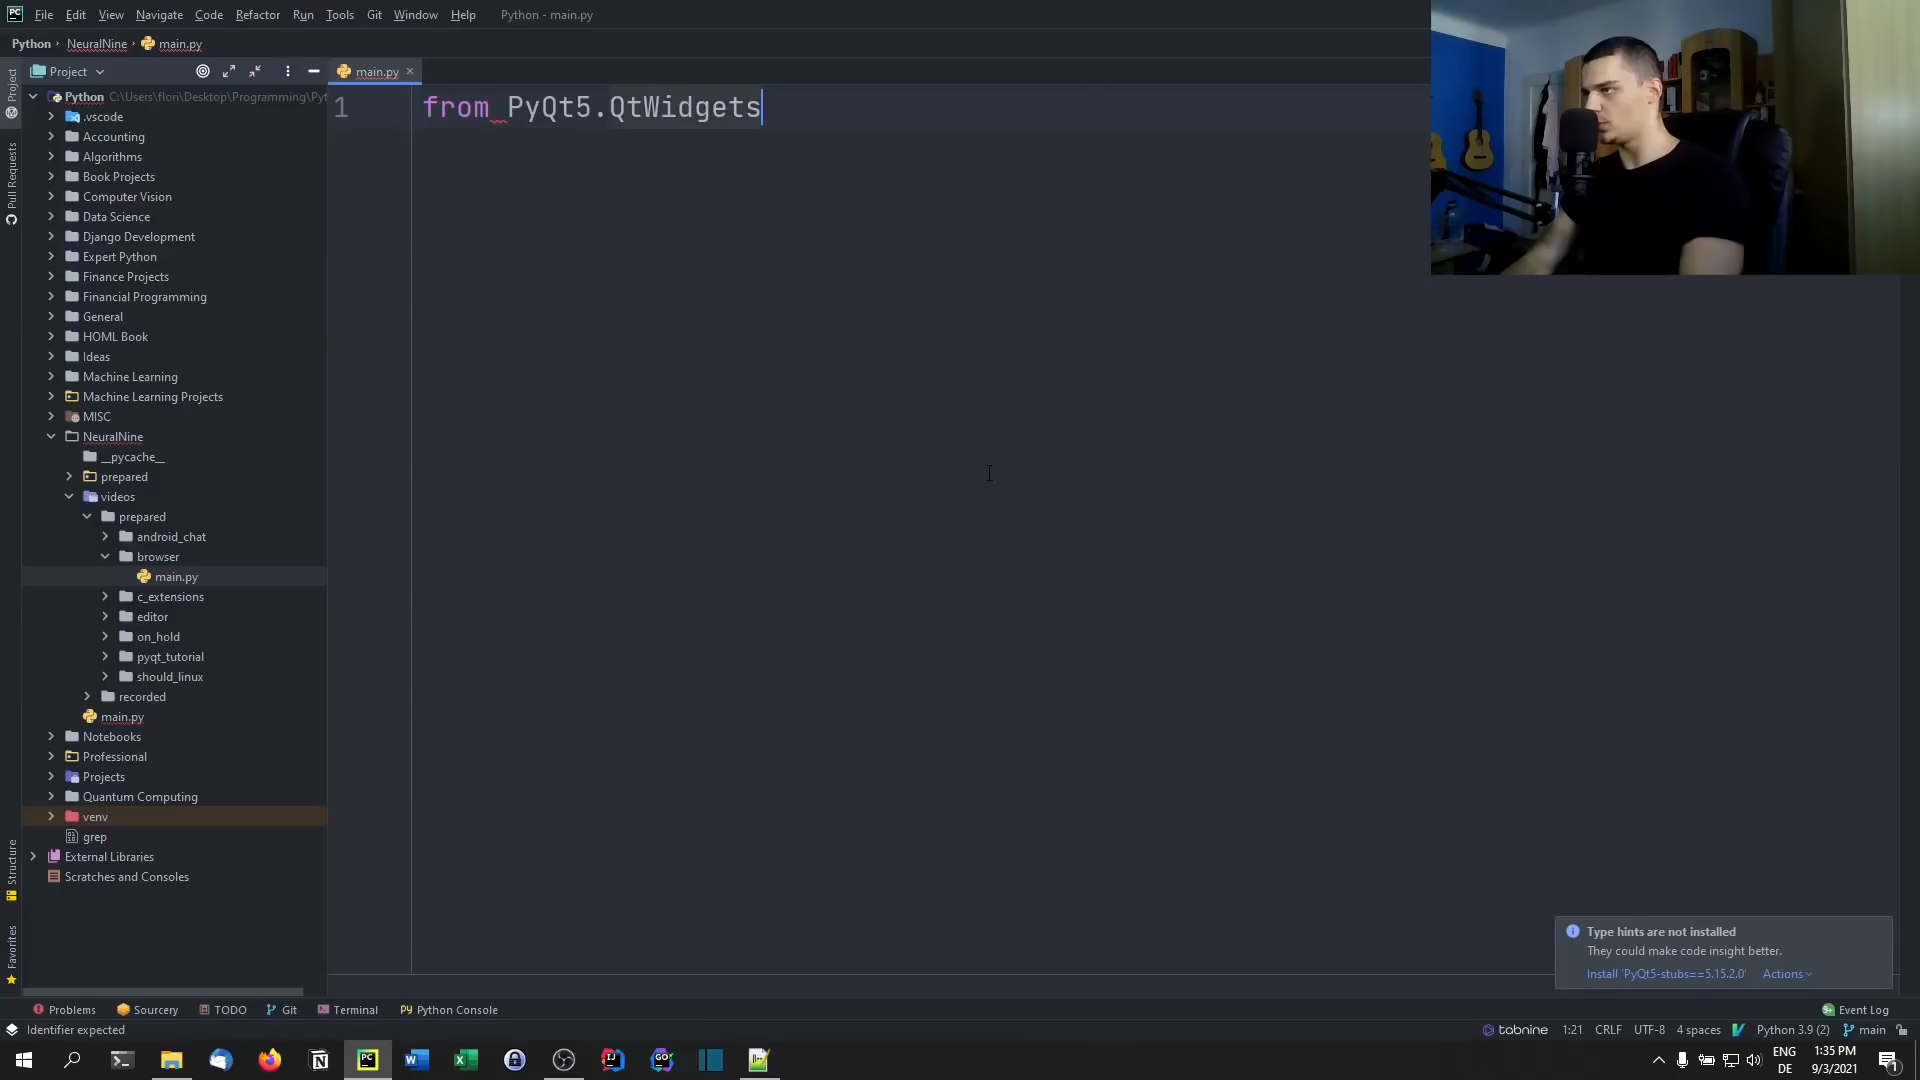 PC File Edit View Navigate Code Refactor Run Tools Git Window Help Python - main.py
Python NeuralNine main.py
Project
main.py
Project
Pull Requests
Structure
Favorites
Python C:\Users\flori\Desktop\Programming\Pyt
.vscode
Accounting
Algorithms
Book Projects
Computer Vision
Data Science
Django Development
Expert Python
Finance Projects
Financial Programming
General
HOML Book
Ideas
Machine Learning
Machine Learning Projects
MISC
NeuralNine
__pycache__
prepared
videos
prepared
android_chat
browser
main.py
c_extensions
editor
on_hold
pyqt_tutorial
should_linux
recorded
main.py
Notebooks
Professional
Projects
Quantum Computing
venv
grep
External Libraries
Scratches and Consoles
1 from PyQt5.QtWidgets
Type hints are not installed
They could make code insight better.
Install 'PyQt5-stubs==5.15.2.0' Actions
Problems Sourcery TODO Git Terminal Python Console Event Log
Identifier expected tabnine 1:21 CRLF UTF-8 4 spaces Python 3.9 (2) main
ENG 1:35 PM
DE 9/3/2021